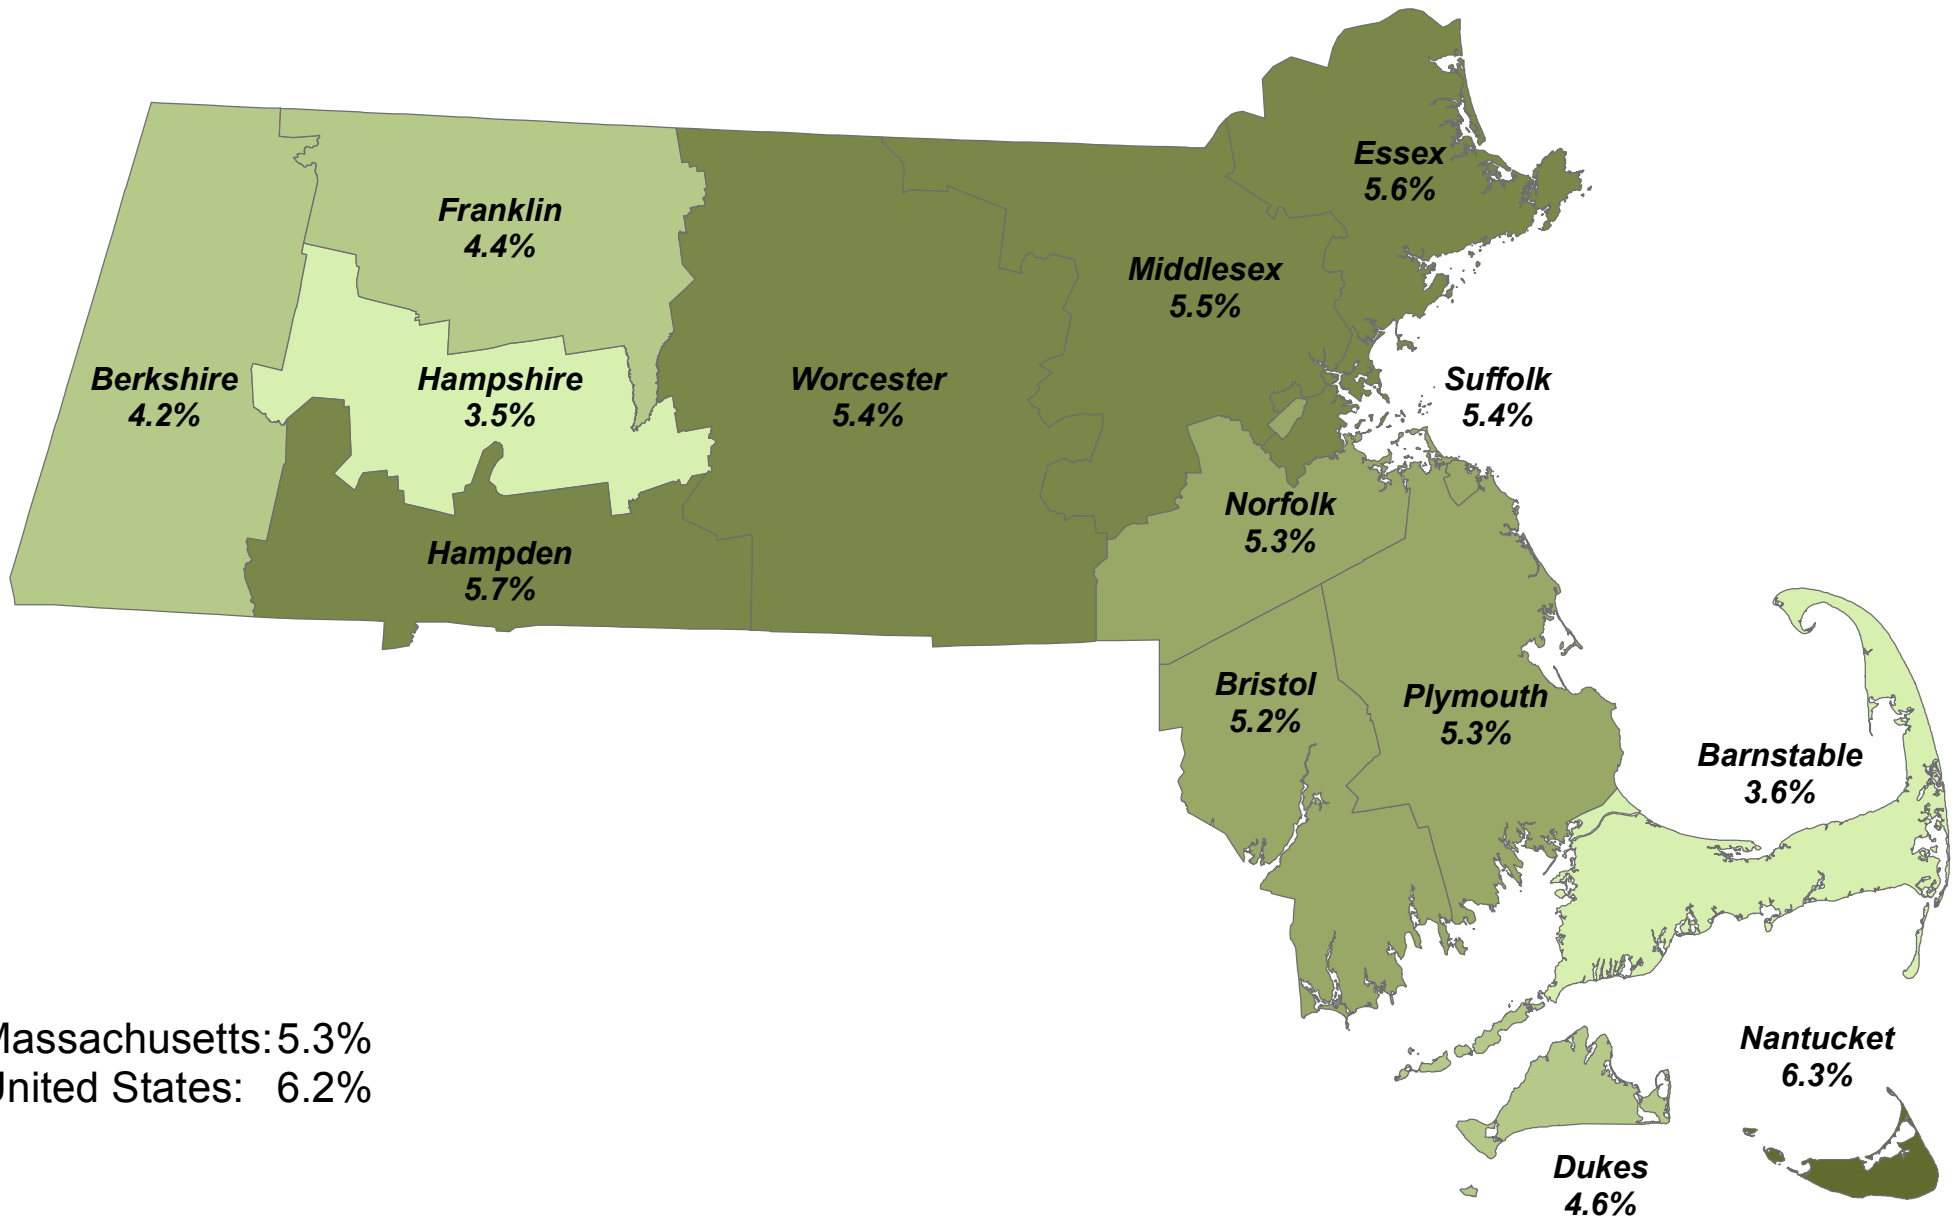 Essex
5.6%
Franklin
4.4%
Middlesex
5.5%
Berkshire
4.2%
Hampshire
3.5%
Worcester
5.4%
Suffolk
5.4%
Norfolk
5.3%
Hampden
5.7%
Bristol
5.2%
Plymouth
5.3%
Barnstable
3.6%
Massachusetts: 5.3%
United States: 6.2%
Nantucket
6.3%
Dukes
4.6%